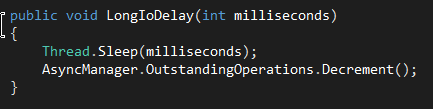 public void LongIoDelay(int milliseconds)
{
Thread.Sleep(milliseconds);
AsyncManager.OutstandingOperations.Decrement();
}